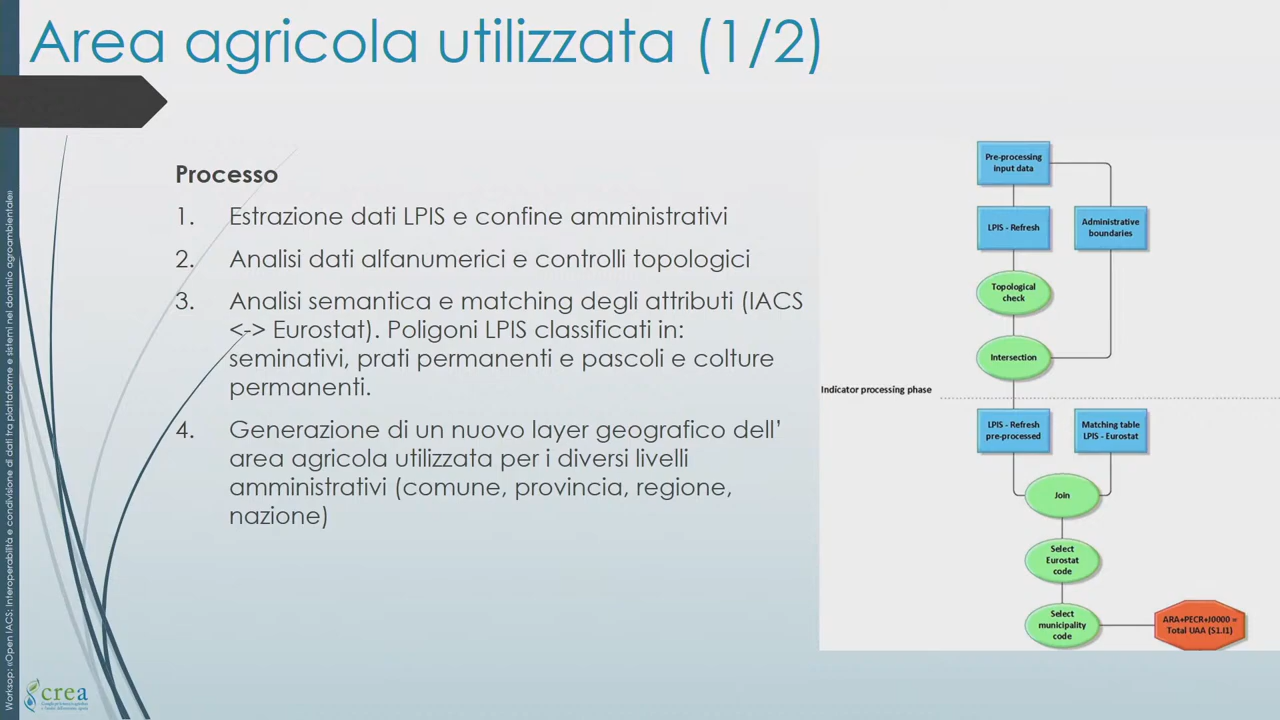 Area agricola utilizzata (1/2)
Processo
1. Estrazione dati LPIS e confine amministrativi
2. Analisi dati alfanumerici e controlli topologici
3. Analisi semantica e matching degli attributi (IACS
<-> Eurostat). Poligoni LPIS classificati in:
seminativi, prati permanenti e pascoli e colture
permanenti.
4. Generazione di un nuovo layer geografico dell’
area agricola utilizzata per i diversi livelli
amministrativi (comune, provincia, regione,
nazione)
Pre-processing
input data
LPIS - Refresh
Administrative
boundaries
Topological
check
Intersection
Indicator processing phase
LPIS - Refresh
pre-processed
Matching table
LPIS - Eurostat
Join
Select
Eurostat
code
Select
municipality
code
ARA+PECR+J0000 =
Total UAA (S1.I1)
Worksop: «Open IACS: Interoperabilità e condivisione di dati tra piattaforme e sistemi nel dominio agroambientale»
crea